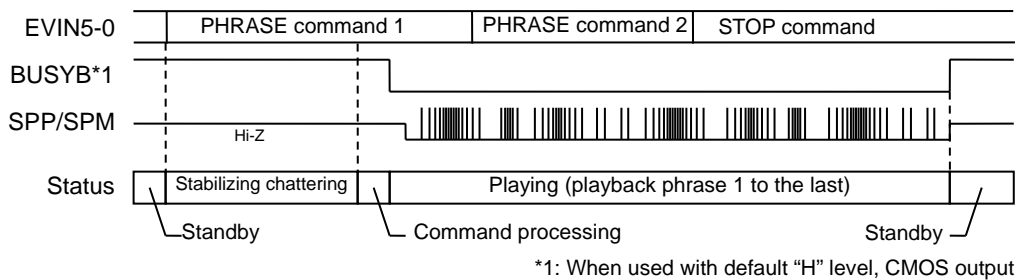 EVIN5-0 PHRASE command 1 PHRASE command 2 STOP command
BUSYB*1
SPP/SPM
Hi-Z
Status Stabilizing chattering Playing (playback phrase 1 to the last)
Standby Command processing Standby
*1: When used with default “H” level, CMOS output